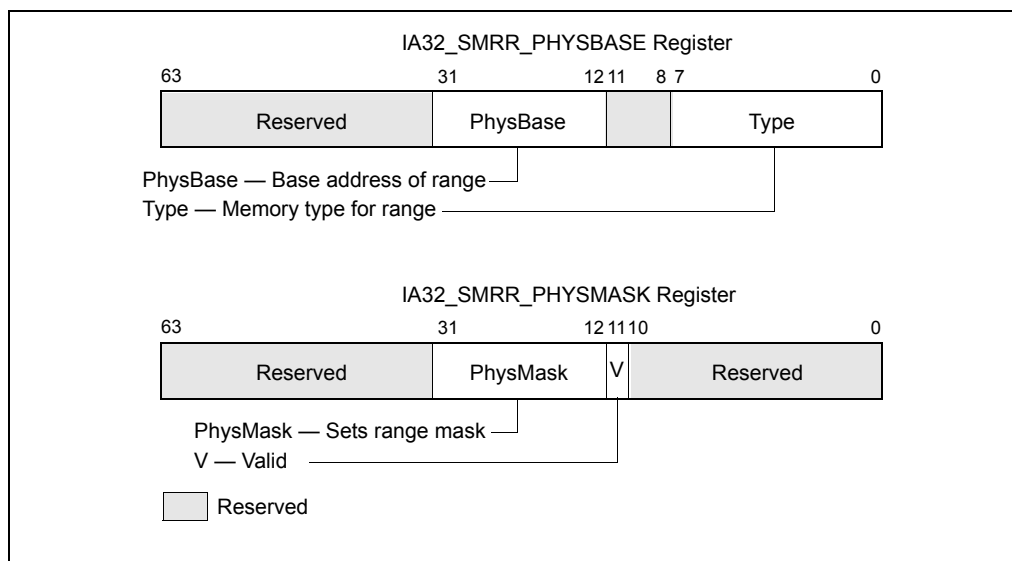 IA32_SMRR_PHYSBASE Register
63 31 12 11 8 7 0
Reserved PhysBase Type
PhysBase — Base address of range
Type — Memory type for range
IA32_SMRR_PHYSMASK Register
63 31 12 11 10 0
Reserved PhysMask V Reserved
PhysMask — Sets range mask
V — Valid
Reserved